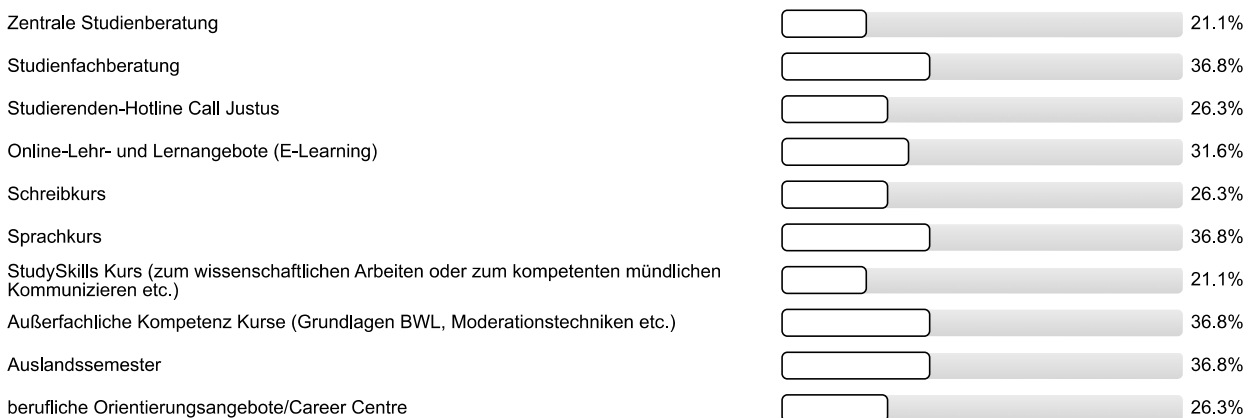 Zentrale Studienberatung 21.1%
Studienfachberatung 36.8%
Studierenden-Hotline Call Justus 26.3%
Online-Lehr- und Lernangebote (E-Learning) 31.6%
Schreibkurs 26.3%
Sprachkurs 36.8%
StudySkills Kurs (zum wissenschaftlichen Arbeiten oder zum kompetenten mündlichen
Kommunizieren etc.) 21.1%
Außerfachliche Kompetenz Kurse (Grundlagen BWL, Moderationstechniken etc.) 36.8%
Auslandssemester 36.8%
berufliche Orientierungsangebote/Career Centre 26.3%